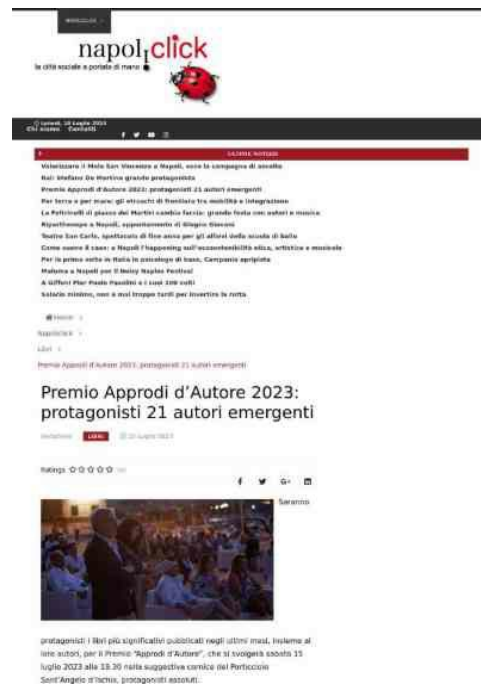 napoliclick
la città sociale a portata di mano
Chi siamo Contatti
ULTIME NOTIZIE
Valorizzare il Molo San Vincenzo a Napoli, ecco la campagna di ascolto
Rai: Stefano De Martino grande protagonista
Premio Approdi d'Autore 2023: protagonisti 21 autori emergenti
Per terra e per mare: gli etruschi di frontiera tra mobilità e integrazione
La Feltrinelli di piazza dei Martiri cambia faccia: grande festa con autori e musica
Ripartiamopo a Napoli, appuntamento di Giugno Giovani
Teatro San Carlo, spettacolo di fine anno per gli allievi della scuola di ballo
Come suona il caos: a Napoli l'happening sull'ecosostenibilità etica, artistica e musicale
Per la prima volta in Italia lo psicologo di base, Campania apripista
Maluma a Napoli per il Noisy Naples Festival
A Giffoni Pier Paolo Pasolini e i suoi 100 volti
Salario minimo, non è mai troppo tardi per invertire la rotta
Home
Napoliclick
Libri
Premio Approdi d'Autore 2023: protagonisti 21 autori emergenti
Premio Approdi d'Autore 2023:
protagonisti 21 autori emergenti
redazione LIBRI Luglio 2023
Ratings
Saranno
protagonisti i libri più significativi pubblicati negli ultimi mesi, insieme ai
loro autori, per il Premio "Approdi d'Autore", che si svolgerà sabato 15
luglio 2023 alle 19.30 nella suggestiva cornice del Porticciolo
Sant'Angelo d'Ischia, protagonisti assoluti.